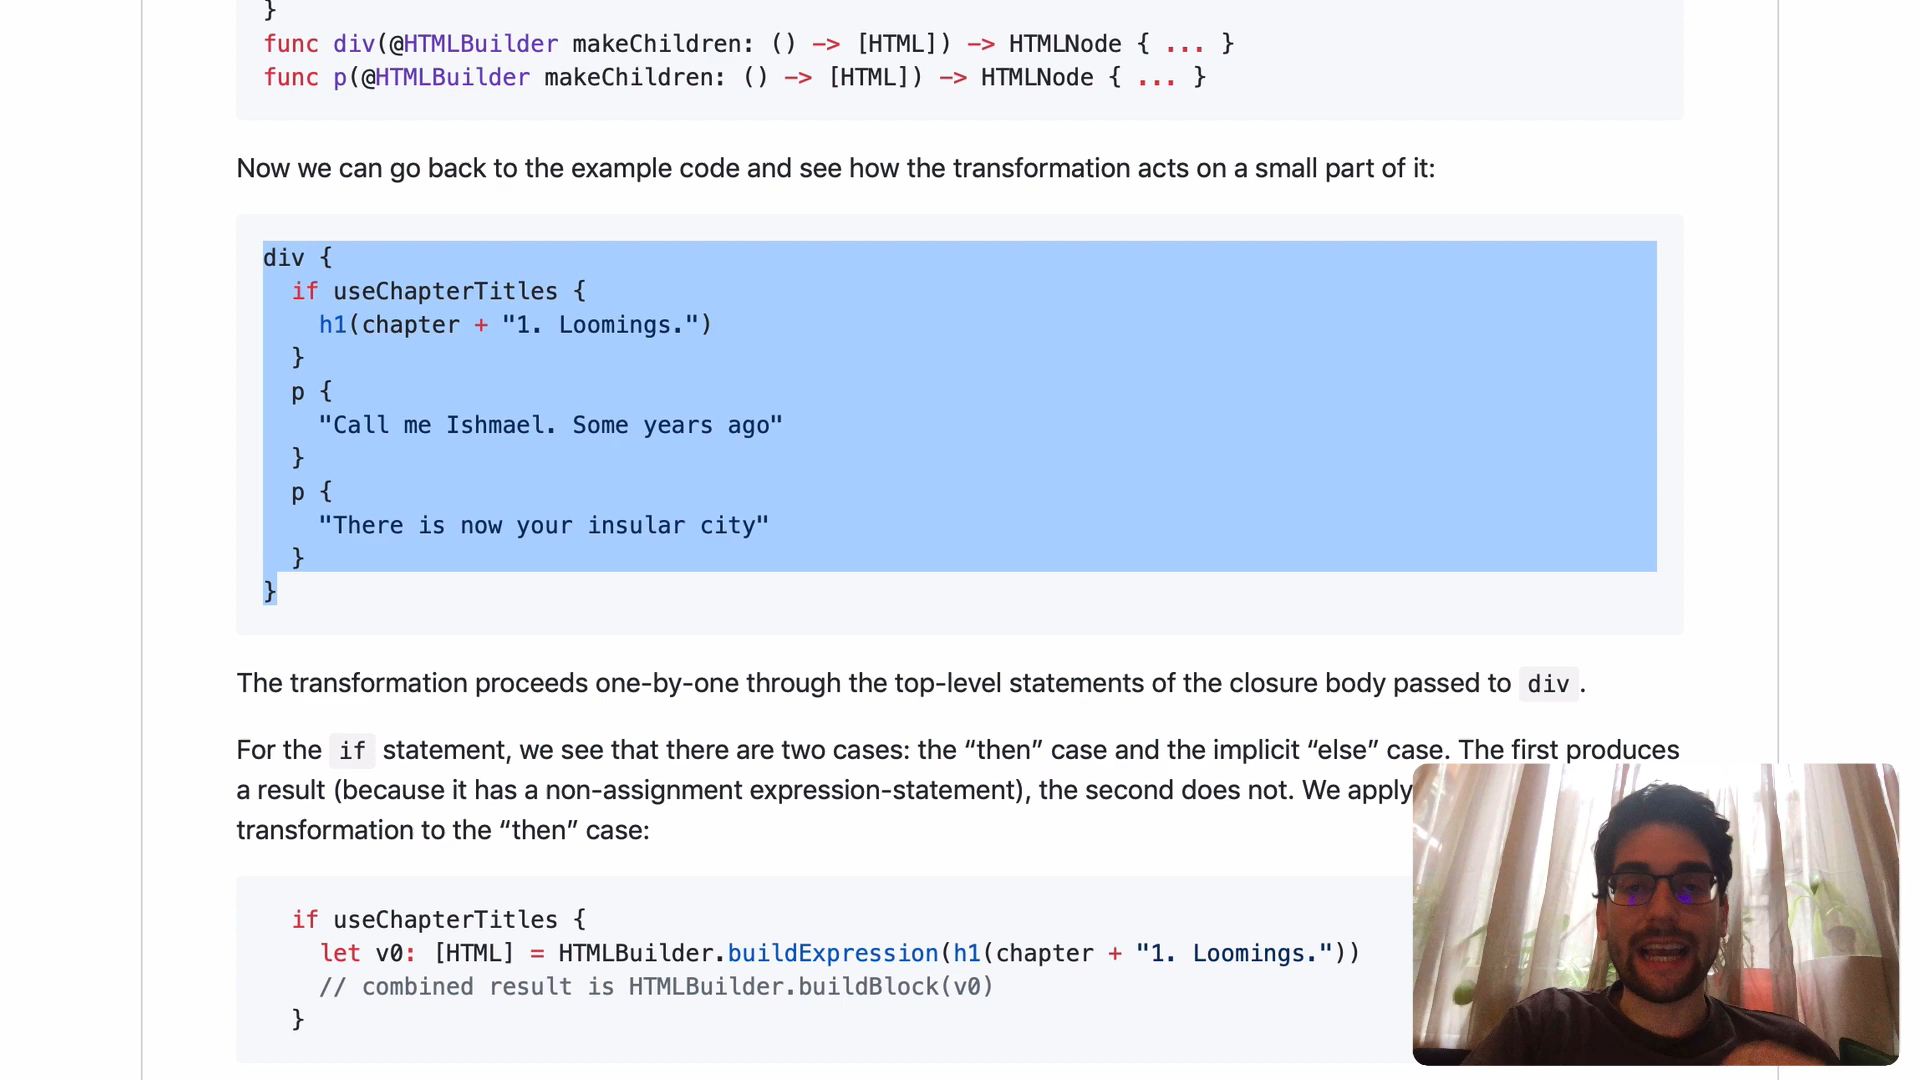 }
func div(@HTMLBuilder makeChildren: () -> [HTML]) -> HTMLNode { ... }
func p(@HTMLBuilder makeChildren: () -> [HTML]) -> HTMLNode { ... }
Now we can go back to the example code and see how the transformation acts on a small part of it:
div {
  if useChapterTitles {
    h1(chapter + "1. Loomings.")
  }
  p {
    "Call me Ishmael. Some years ago"
  }
  p {
    "There is now your insular city"
  }
}
The transformation proceeds one-by-one through the top-level statements of the closure body passed to div .
For the if statement, we see that there are two cases: the “then” case and the implicit “else” case. The first produces
a result (because it has a non-assignment expression-statement), the second does not. We apply
transformation to the “then” case:
  if useChapterTitles {
    let v0: [HTML] = HTMLBuilder.buildExpression(h1(chapter + "1. Loomings."))
    // combined result is HTMLBuilder.buildBlock(v0)
  }